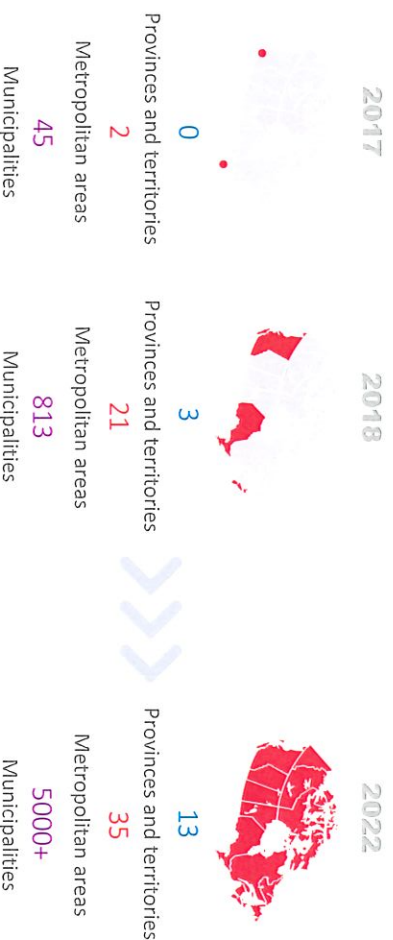 2017
0
Provinces and territories
2
Metropolitan areas
45
Municipalities
2018
3
Provinces and territories
21
Metropolitan areas
813
Municipalities
2022
13
Provinces and territories
35
Metropolitan areas
5000+
Municipalities